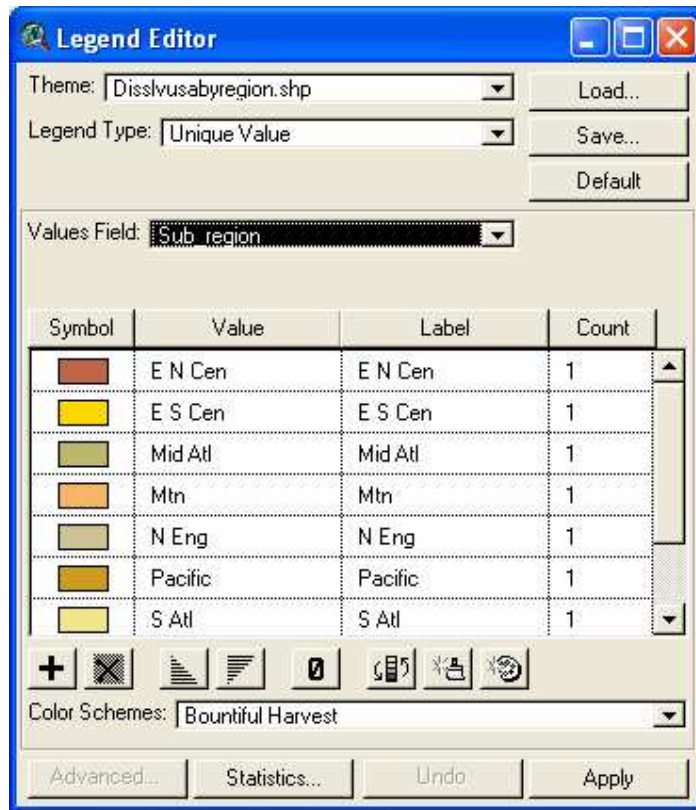 Legend Editor
Theme: Disslvusabyregion.shp
Load...
Legend Type: Unique Value
Save...
Default
Values Field: Sub_region
Symbol Value Label Count
E N Cen E N Cen 1
E S Cen E S Cen 1
Mid Atl Mid Atl 1
Mtn Mtn 1
N Eng N Eng 1
Pacific Pacific 1
S Atl S Atl 1
0
Color Schemes: Bountiful Harvest
Advanced... Statistics... Undo Apply